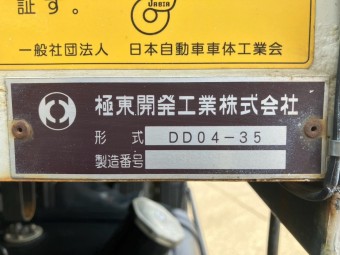 証す。
JABIA
一般社団法人 日本自動車車体工業会
極東開発工業株式会社
形式 DD04-35
製造番号